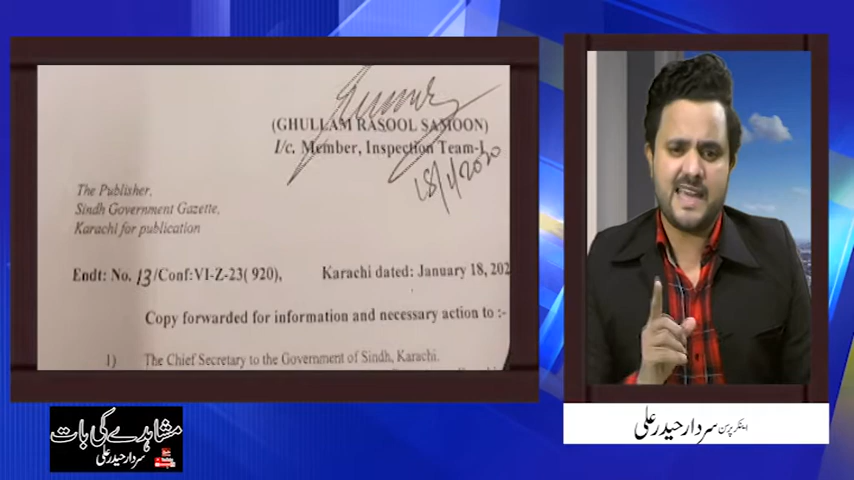 (GHULLAM RASOOL SAMOON)
I/c. Member, Inspection Team-I
18/1/2020
The Publisher,
Sindh Government Gazette,
Karachi for publication
Endt: No. 13/Conf:VI-Z-23( 920),
Karachi dated: January 18, 202
Copy forwarded for information and necessary action to :-
1) The Chief Secretary to the Government of Sindh, Karachi.
اینکر پرسن سردار حیدر علی
مشاہدے کی بات
سردار حیدر علی